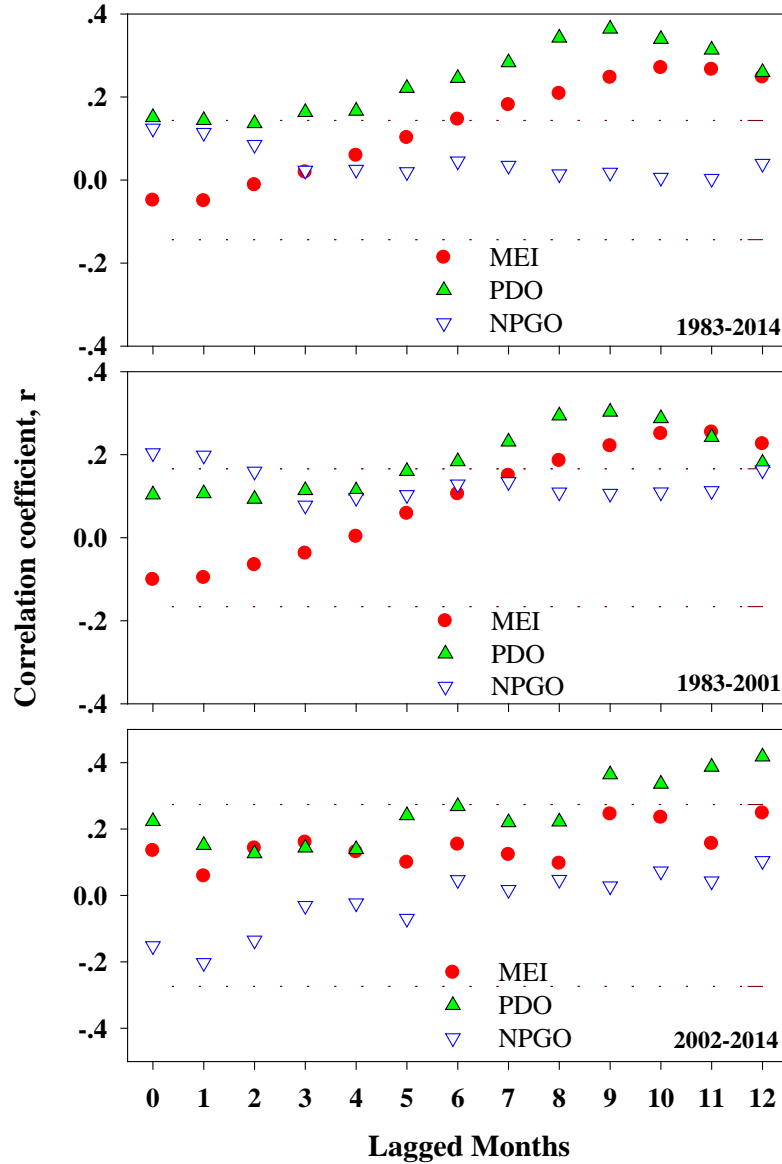 .4
.2
0.0
-.2
-.4
MEI
PDO
NPGO
1983-2014
.4
.2
0.0
-.2
-.4
MEI
PDO
NPGO
1983-2001
Correlation coefficient, r
.4
.2
0.0
-.2
-.4
MEI
PDO
NPGO
2002-2014
0 1 2 3 4 5 6 7 8 9 10 11 12
Lagged Months